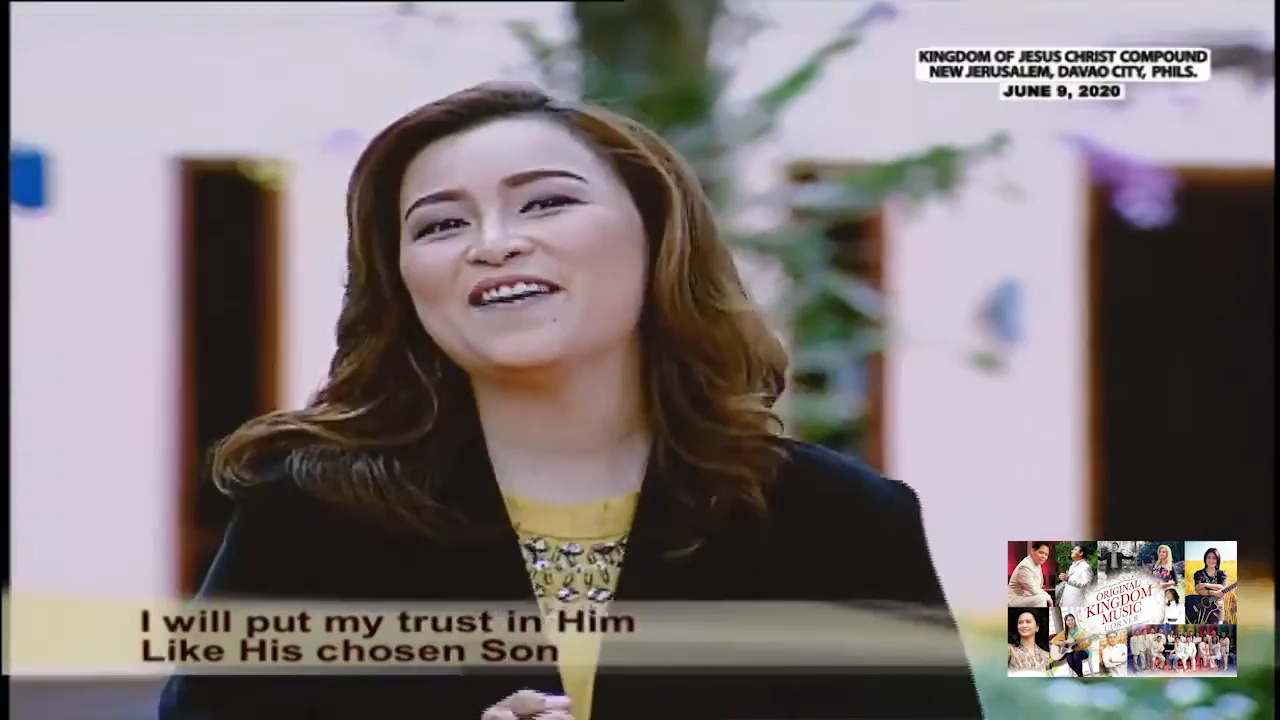 KINGDOM OF JESUS CHRIST COMPOUND
NEW JERUSALEM, DAVAO CITY, PHILS.
JUNE 9, 2020
I will put my trust in Him
Like His chosen Son
ORIGINAL
KINGDOM
MUSIC
CORNER